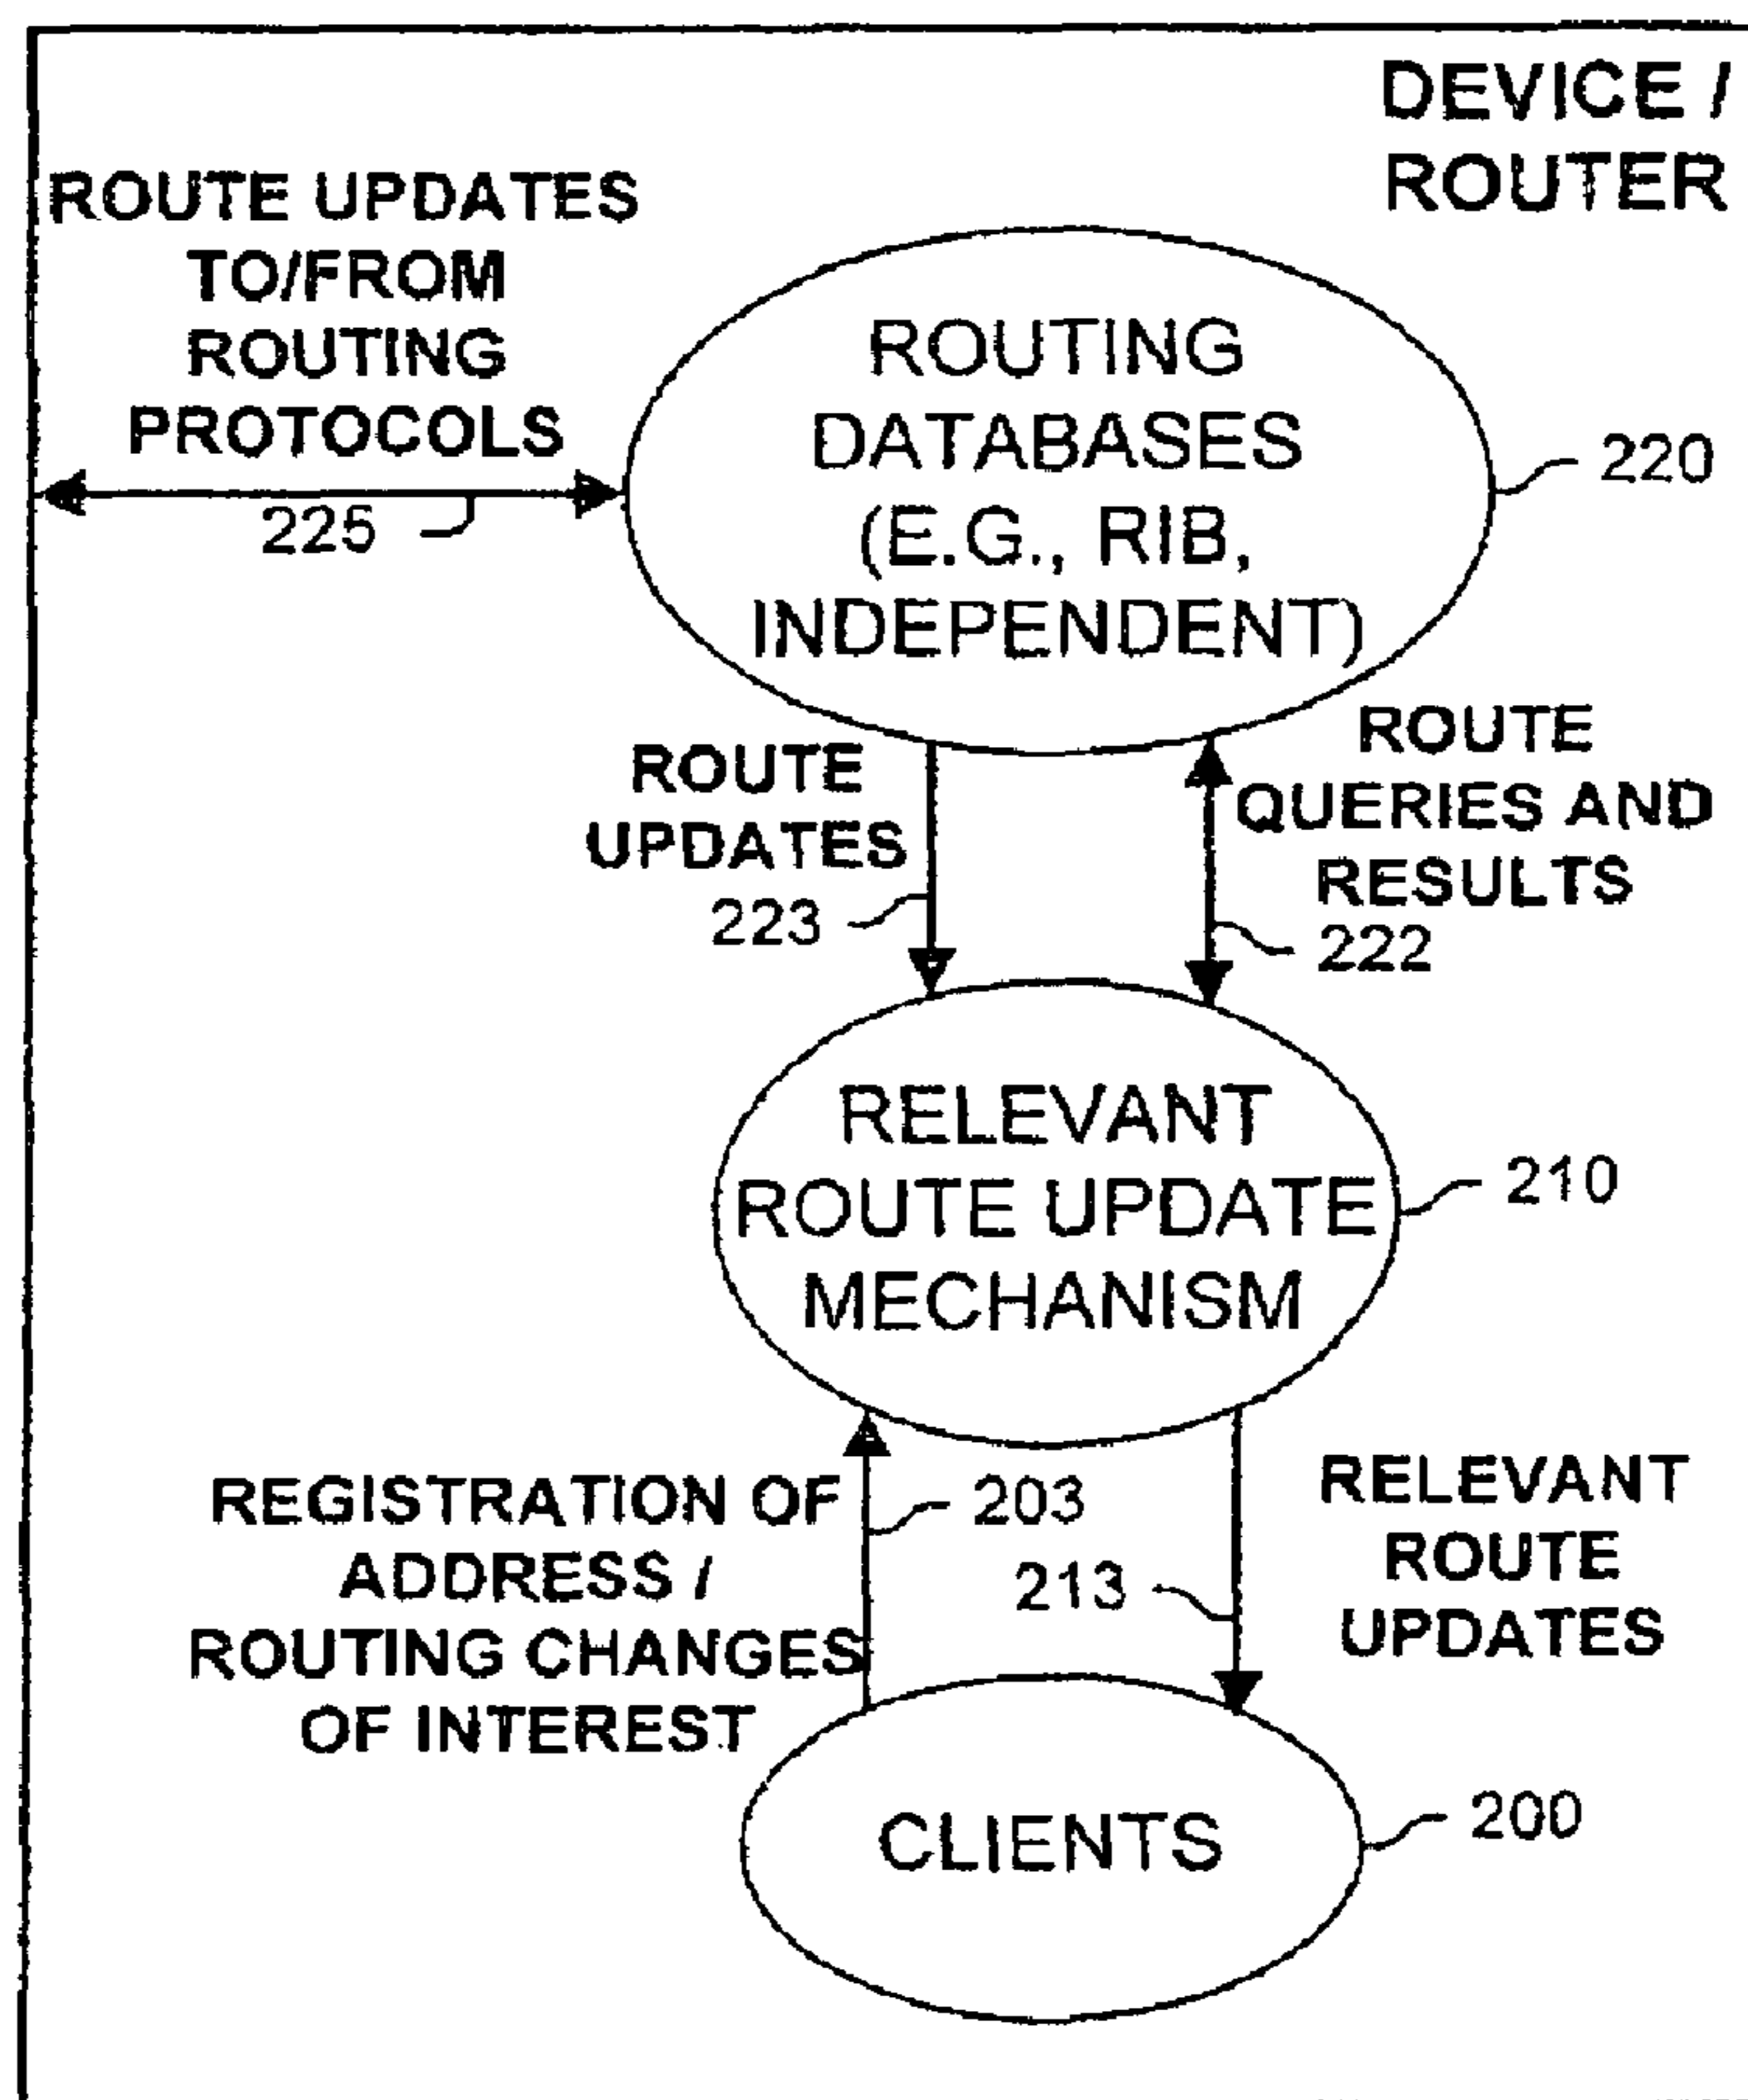 DEVICE /
ROUTER
ROUTE UPDATES
TO/FROM
ROUTING
PROTOCOLS
225
ROUTING
DATABASES
(E.G., RIB,
INDEPENDENT)
220
ROUTE
UPDATES
223
ROUTE
QUERIES AND
RESULTS
222
RELEVANT
ROUTE UPDATE
MECHANISM
210
REGISTRATION OF
ADDRESS /
ROUTING CHANGES
OF INTEREST
203
213
RELEVANT
ROUTE
UPDATES
CLIENTS
200